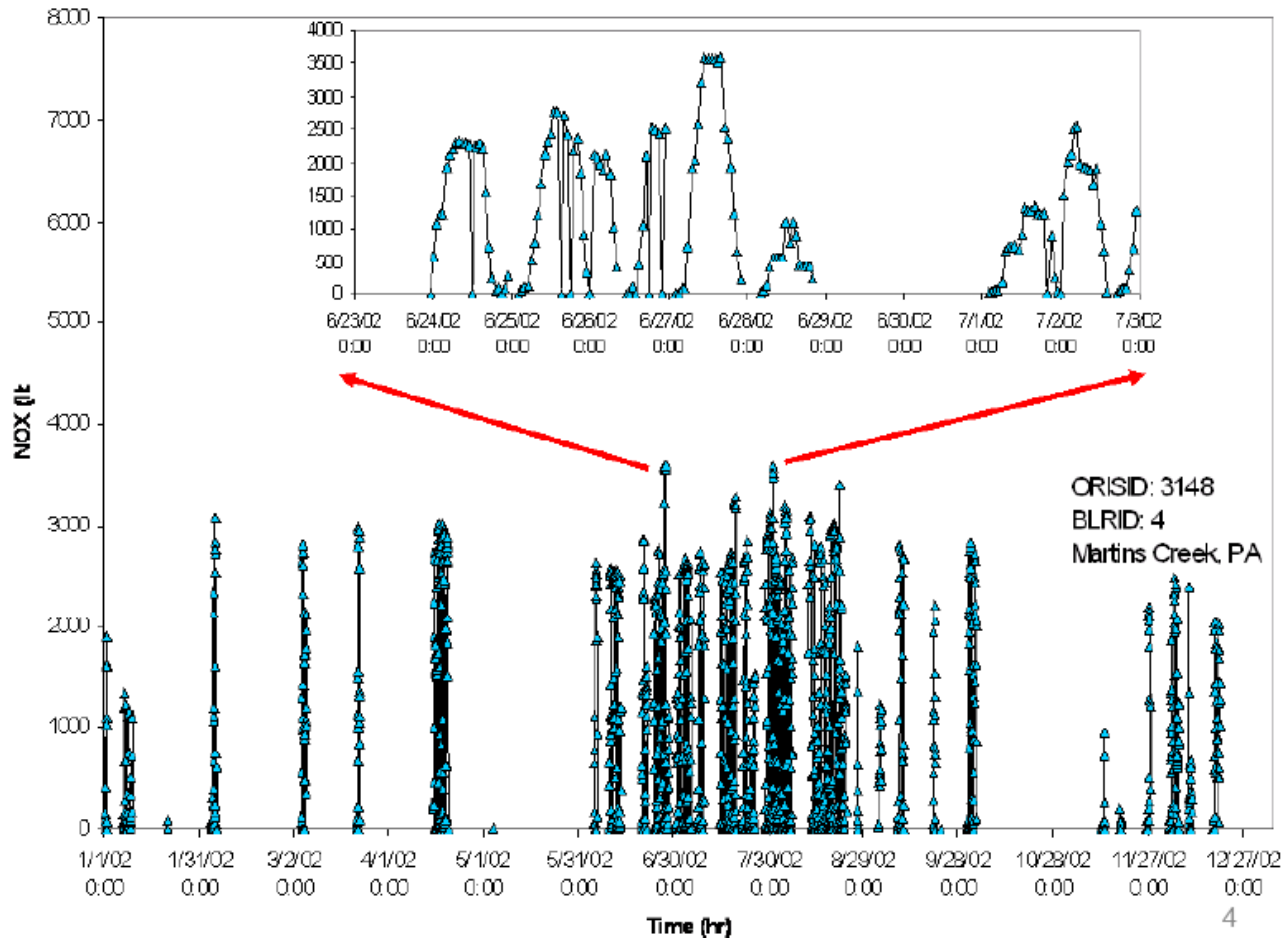 8000
7000
6000
5000
4000
3000
2000
1000
0
NOX (lt
4000
3500
3000
2500
2000
1500
1000
500
0
6/23/02 6/24/02 6/25/02 6/26/02 6/27/02 6/28/02 6/29/02 6/30/02 7/1/02 7/2/02 7/3/02
0:00 0:00 0:00 0:00 0:00 0:00 0:00 0:00 0:00 0:00 0:00
ORISID: 3148
BLRID: 4
Martins Creek, PA
1/1/02 1/31/02 3/2/02 4/1/02 5/1/02 5/31/02 6/30/02 7/30/02 8/29/02 9/28/02 10/28/02 11/27/02 12/27/02
0:00 0:00 0:00 0:00 0:00 0:00 0:00 0:00 0:00 0:00 0:00 0:00 0:00
Time (hr)
4